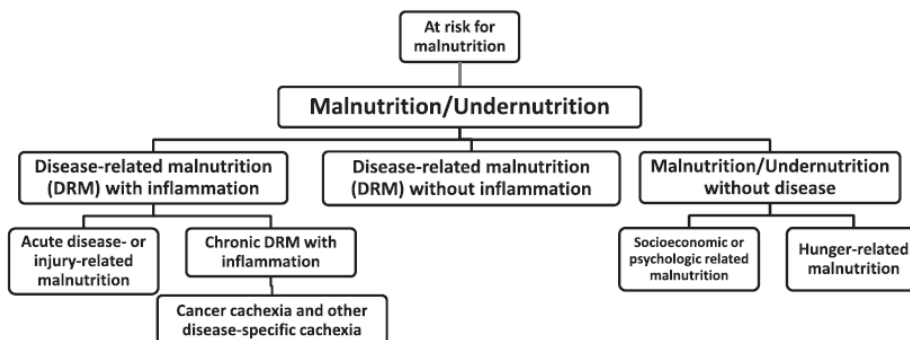 At risk for
malnutrition
Malnutrition/Undernutrition
Disease-related malnutrition
(DRM) with inflammation
Disease-related malnutrition
(DRM) without inflammation
Malnutrition/Undernutrition
without disease
Acute disease- or
injury-related
malnutrition
Chronic DRM with
inflammation
Socioeconomic or
psychologic related
malnutrition
Hunger-related
malnutrition
Cancer cachexia and other
disease-specific cachexia